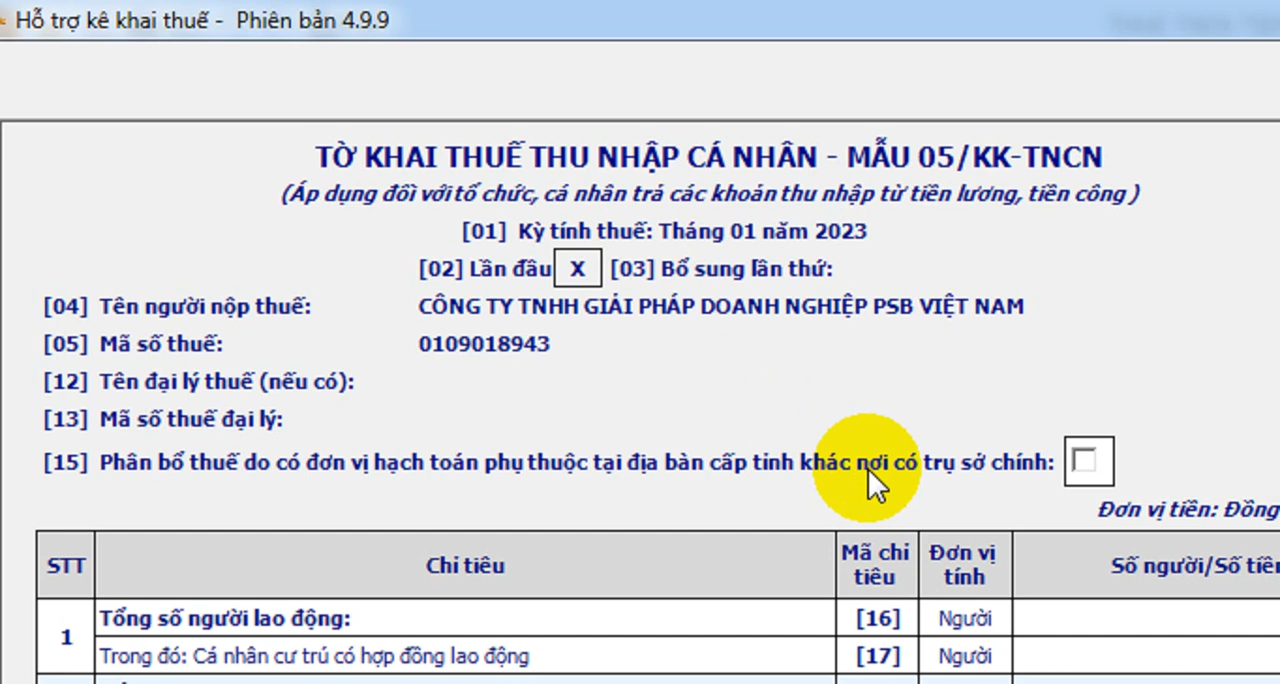 Hỗ trợ kê khai thuế - Phiên bản 4.9.9
TỜ KHAI THUẾ THU NHẬP CÁ NHÂN - MẪU 05/KK-TNCN
(Áp dụng đối với tổ chức, cá nhân trả các khoản thu nhập từ tiền lương, tiền công )
[01] Kỳ tính thuế: Tháng 01 năm 2023
[02] Lần đầu X [03] Bổ sung lần thứ:
[04] Tên người nộp thuế: CÔNG TY TNHH GIẢI PHÁP DOANH NGHIỆP PSB VIỆT NAM
[05] Mã số thuế: 0109018943
[12] Tên đại lý thuế (nếu có):
[13] Mã số thuế đại lý:
[15] Phân bổ thuế do có đơn vị hạch toán phụ thuộc tại địa bàn cấp tỉnh khác nơi có trụ sở chính:
Đơn vị tiền: Đồng
STT Chỉ tiêu Mã chỉ tiêu Đơn vị tính Số người/Số tiền
1 Tổng số người lao động: [16] Người
Trong đó: Cá nhân cư trú có hợp đồng lao động [17] Người